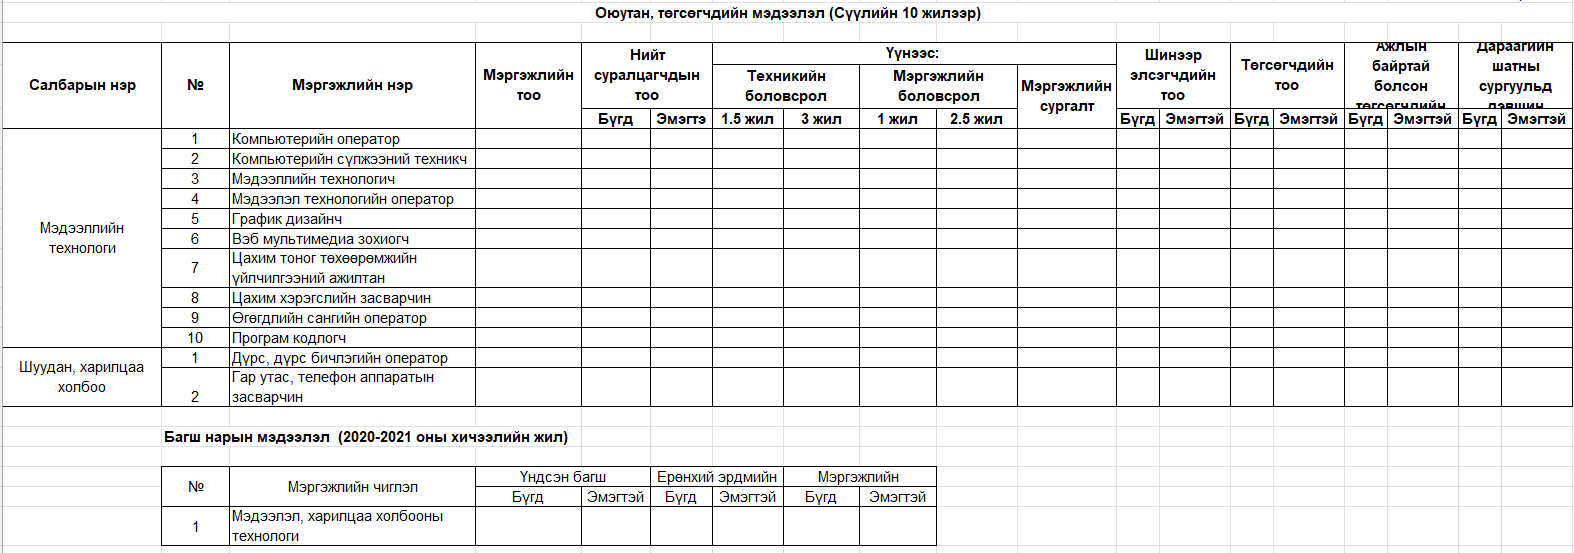 Оюутан, төгсөгчдийн мэдээлэл (Сүүлийн 10 жилээр)
Салбарын нэр № Мэргэжлийн нэр Мэргэжлийн тоо Нийт суралцагчдын тоо Үүнээс: Шинээр элсэгчдийн тоо Төгсөгчдийн тоо Ажлын байртай болсон төгсөгчдийн Дараагийн шатны сургуульд дэвшин
Техникийн боловсрол Мэргэжлийн боловсрол Мэргэжлийн сургалт
Бүгд Эмэгтэ 1.5 жил 3 жил 1 жил 2.5 жил Бүгд Эмэгтэй Бүгд Эмэгтэй Бүгд Эмэгтэй Бүгд Эмэгтэй
Мэдээллийн технологи
1 Компьютерийн оператор
2 Компьютерийн сүлжээний техникч
3 Мэдээллийн технологич
4 Мэдээлэл технологийн оператор
5 График дизайнч
6 Вэб мультимедиа зохиогч
7 Цахим тоног төхөөрөмжийн
үйлчилгээний ажилтан
8 Цахим хэрэгслийн засварчин
9 Өгөгдлийн сангийн оператор
10 Програм кодлогч
Шуудан, харилцаа холбоо
1 Дүрс, дүрс бичлэгийн оператор
2 Гар утас, телефон аппаратын
засварчин
Багш нарын мэдээлэл (2020-2021 оны хичээлийн жил)
№ Мэргэжлийн чиглэл Үндсэн багш Ерөнхий эрдмийн Мэргэжлийн
Бүгд Эмэгтэй Бүгд Эмэгтэй Бүгд Эмэгтэй
1 Мэдээлэл, харилцаа холбооны
технологи